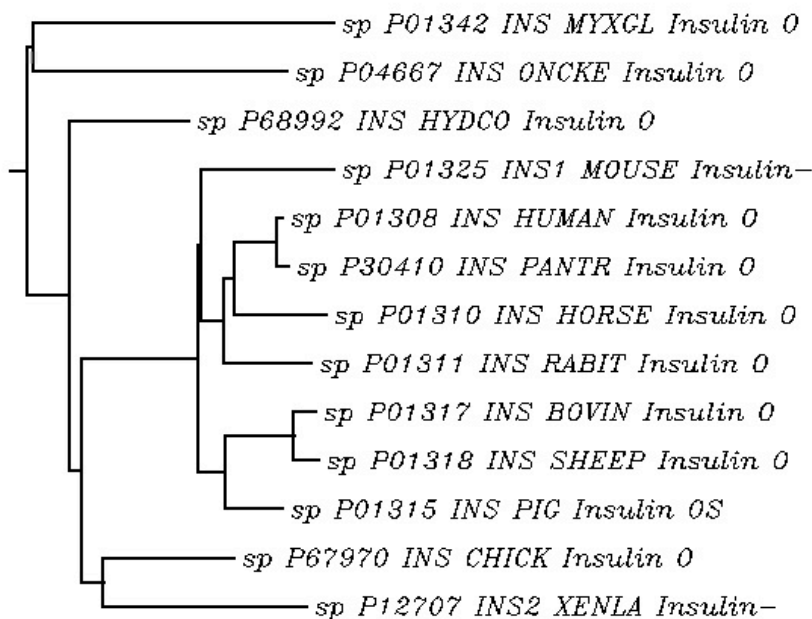 sp P01342 INS MYXGL Insulin O
sp P04667 INS ONCKE Insulin O
sp P68992 INS HYDCO Insulin O
sp P01325 INS1 MOUSE Insulin-
sp P01308 INS HUMAN Insulin O
sp P30410 INS PANTR Insulin O
sp P01310 INS HORSE Insulin O
sp P01311 INS RABIT Insulin O
sp P01317 INS BOVIN Insulin O
sp P01318 INS SHEEP Insulin O
sp P01315 INS PIG Insulin OS
sp P67970 INS CHICK Insulin O
sp P12707 INS2 XENLA Insulin-